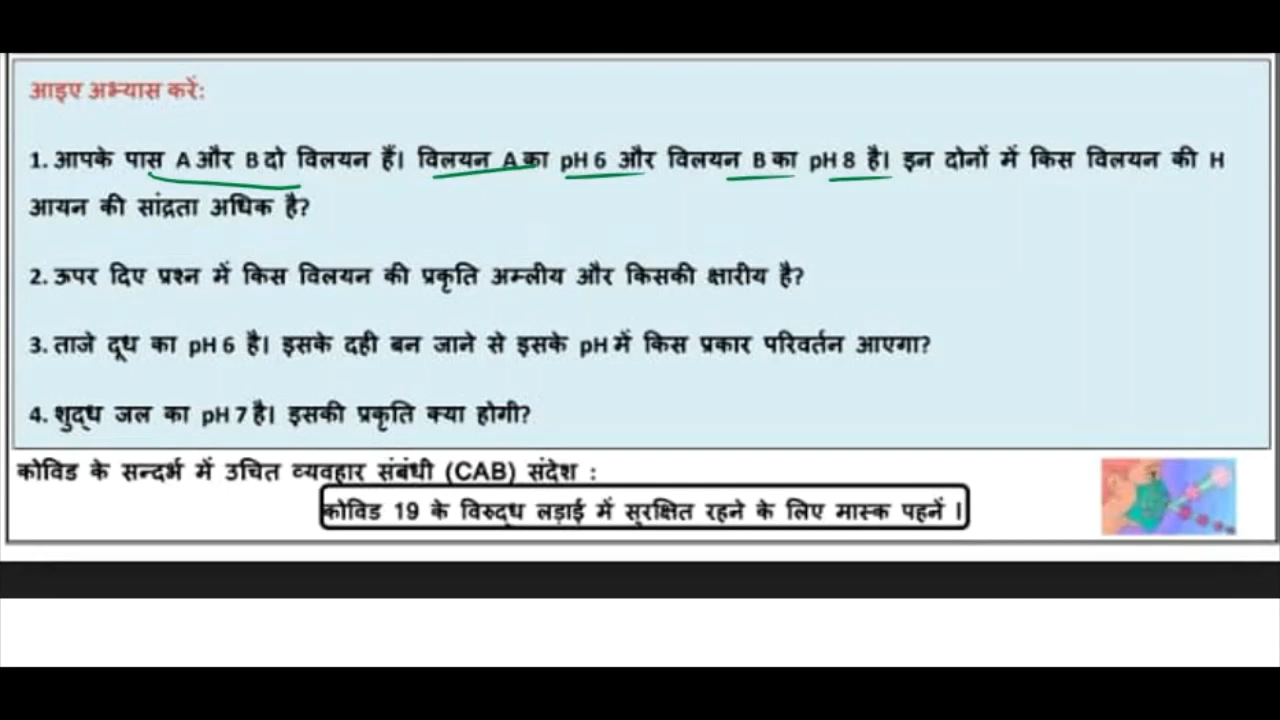 आइए अभ्यास करें:
1. आपके पास A और B दो विलयन हैं। विलयन A का pH 6 और विलयन B का pH 8 है। इन दोनों में किस विलयन की H
आयन की सांद्रता अधिक है?
2. ऊपर दिए प्रश्न में किस विलयन की प्रकृति अम्लीय और किसकी क्षारीय है?
3. ताजे दूध का pH 6 है। इसके दही बन जाने से इसके pH में किस प्रकार परिवर्तन आएगा?
4. शुद्ध जल का pH 7 है। इसकी प्रकृति क्या होगी?
कोविड के सन्दर्भ में उचित व्यवहार संबंधी (CAB) संदेश :
कोविड 19 के विरुद्ध लड़ाई में सुरक्षित रहने के लिए मास्क पहनें ।